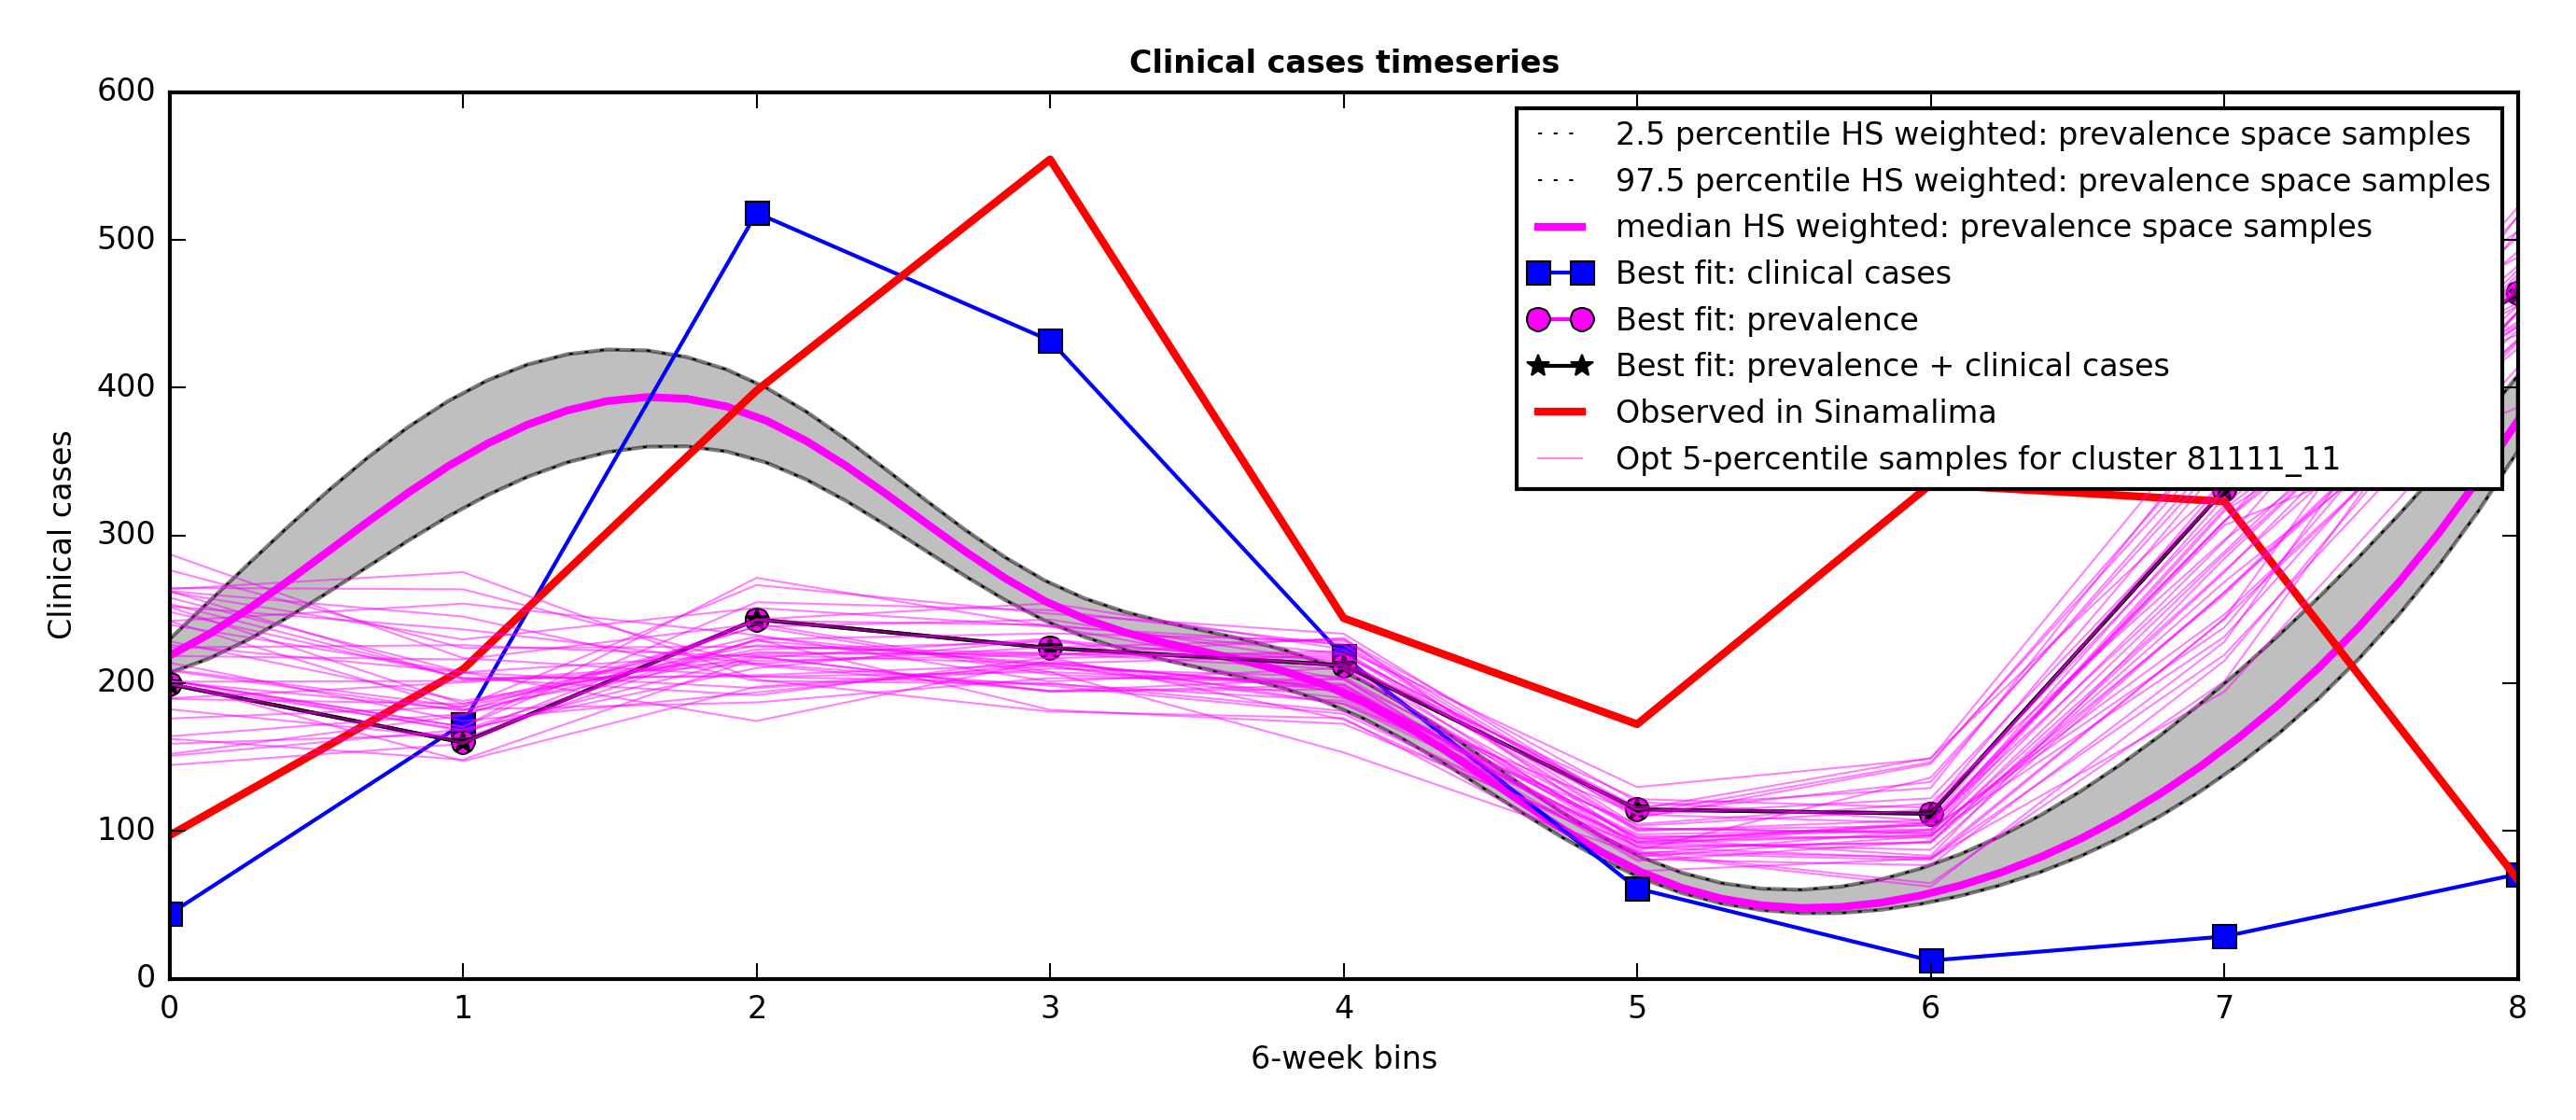 Clinical cases timeseries
600
500
400
300
200
100
0
Clinical cases
2.5 percentile HS weighted: prevalence space samples
97.5 percentile HS weighted: prevalence space samples
median HS weighted: prevalence space samples
Best fit: clinical cases
Best fit: prevalence
Best fit: prevalence + clinical cases
Observed in Sinamalima
Opt 5-percentile samples for cluster 81111_11
0 1 2 3 4 5 6 7 8
6-week bins